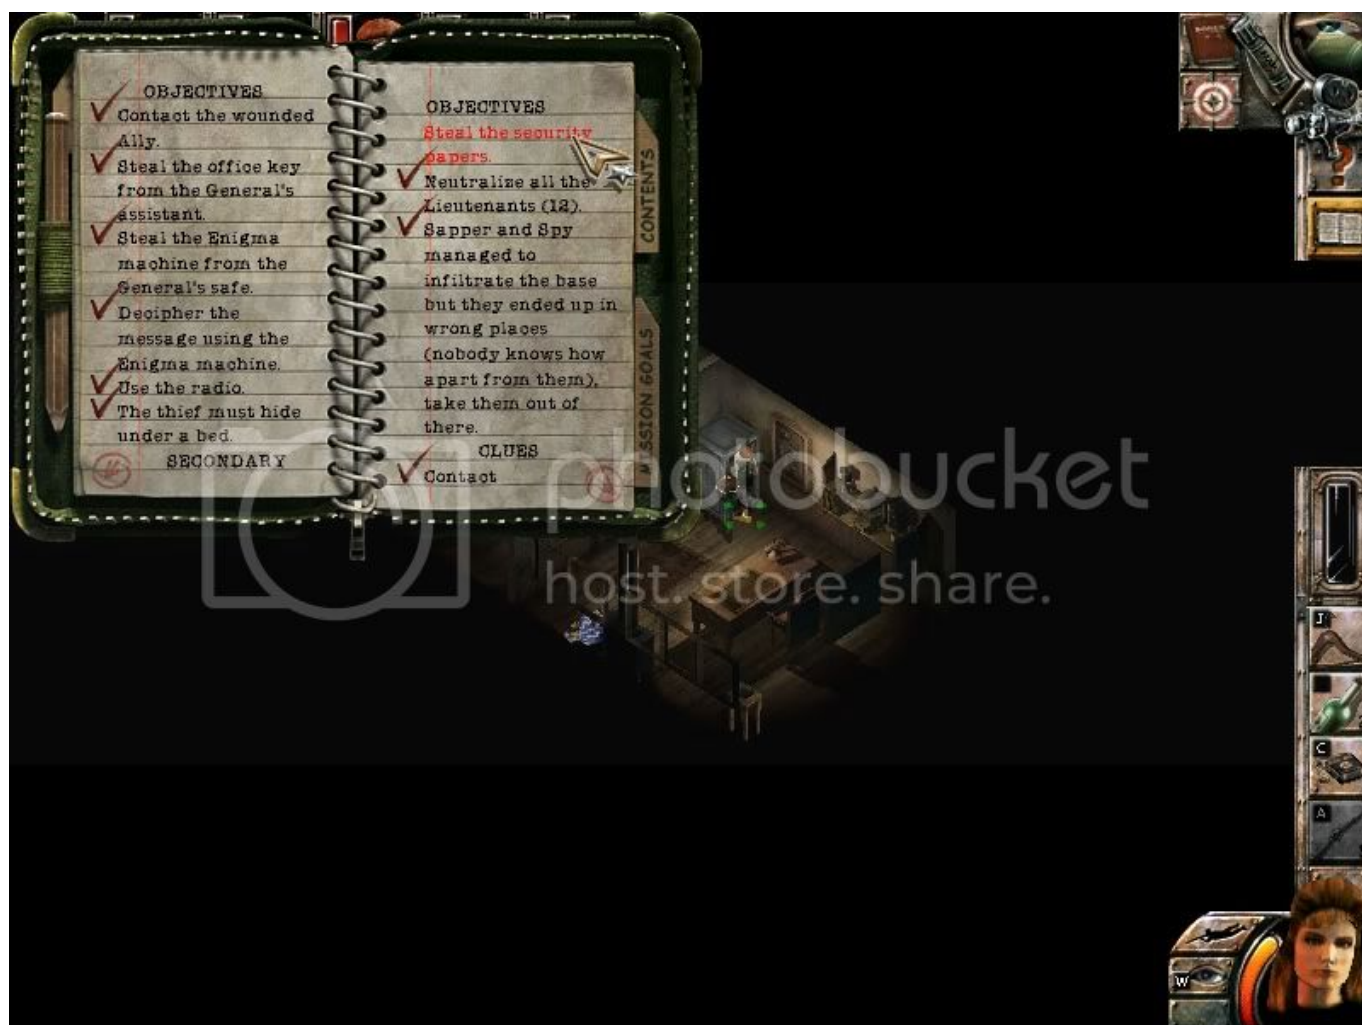 OBJECTIVES
Contact the wounded
Ally.
Steal the office key
from the General's
assistant.
Steal the Enigma
machine from the
General's safe.
Decipher the
message using the
Enigma machine.
Use the radio.
The thief must hide
under a bed.
SECONDARY
OBJECTIVES
Steal the security
papers.
Neutralize all the
Lieutenants (12).
Sapper and Spy
managed to
infiltrate the base
but they ended up in
wrong places
(nobody knows how
apart from them),
take them out of
there.
CLUES
Contact
CONTENTS
MISSION GOALS
photobucket
host. store. share.
I
C
A
W